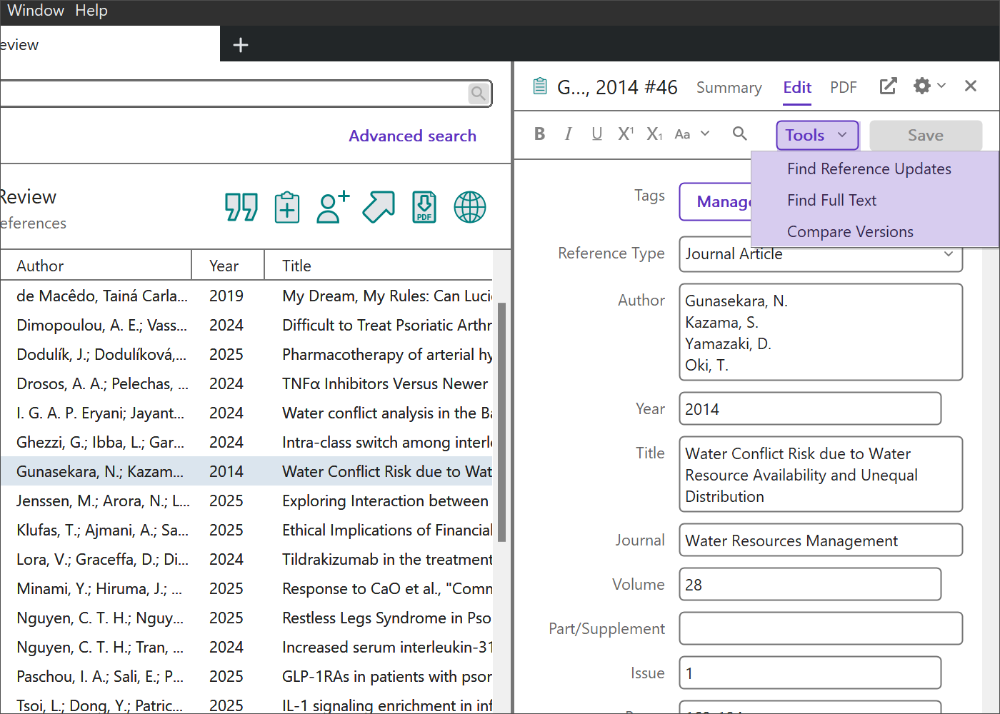 Window Help
eview
G..., 2014 #46 Summary Edit PDF
Advanced search
B I U X¹ X₁ Aa Tools Save
Find Reference Updates
Find Full Text
Compare Versions
Review
eferences
PDF
Tags Manage
Reference Type Journal Article
Author Year Title
de Macêdo, Tainá Carla... 2019 My Dream, My Rules: Can Luci
Dimopoulou, A. E.; Vass... 2024 Difficult to Treat Psoriatic Arthr
Dodulík, J.; Dodulíková,... 2025 Pharmacotherapy of arterial hy
Drosos, A. A.; Pelechas, ... 2024 TNFα Inhibitors Versus Newer
I. G. A. P. Eryani; Jayant... 2024 Water conflict analysis in the Ba
Ghezzi, G.; Ibba, L.; Gar... 2024 Intra-class switch among interl
Gunasekara, N.; Kazam... 2014 Water Conflict Risk due to Wat
Jenssen, M.; Arora, N.; L... 2025 Exploring Interaction between
Klufas, T.; Ajmani, A.; Sa... 2025 Ethical Implications of Financial
Lora, V.; Graceffa, D.; Di... 2024 Tildrakizumab in the treatment
Minami, Y.; Hiruma, J.; ... 2025 Response to CaO et al., "Comm
Nguyen, C. T. H.; Nguy... 2025 Restless Legs Syndrome in Pso
Nguyen, C. T. H.; Tran, ... 2024 Increased serum interleukin-31
Paschou, I. A.; Sali, E.; P... 2025 GLP-1RAs in patients with psor
Tsoi, L.; Dong, Y.; Patric... 2025 IL-1 signaling enrichment in inf
Author Gunasekara, N.
Kazama, S.
Yamazaki, D.
Oki, T.
Year 2014
Title Water Conflict Risk due to Water
Resource Availability and Unequal
Distribution
Journal Water Resources Management
Volume 28
Part/Supplement
Issue 1